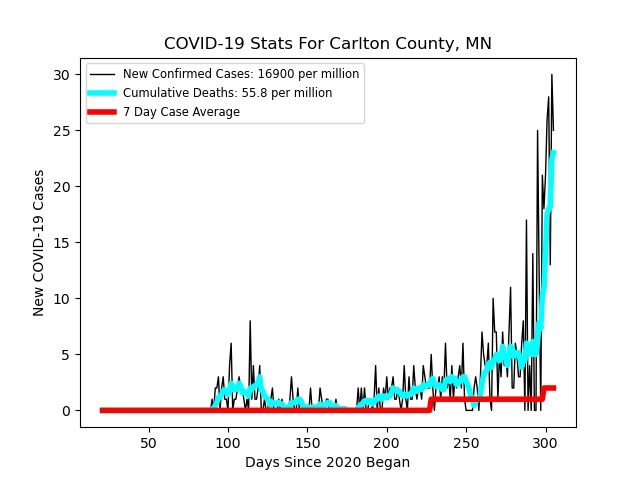 COVID-19 Stats For Carlton County, MN
New Confirmed Cases: 16900 per million
Cumulative Deaths: 55.8 per million
7 Day Case Average
New COVID-19 Cases
30
25
20
15
10
5
0
50 100 150 200 250 300
Days Since 2020 Began